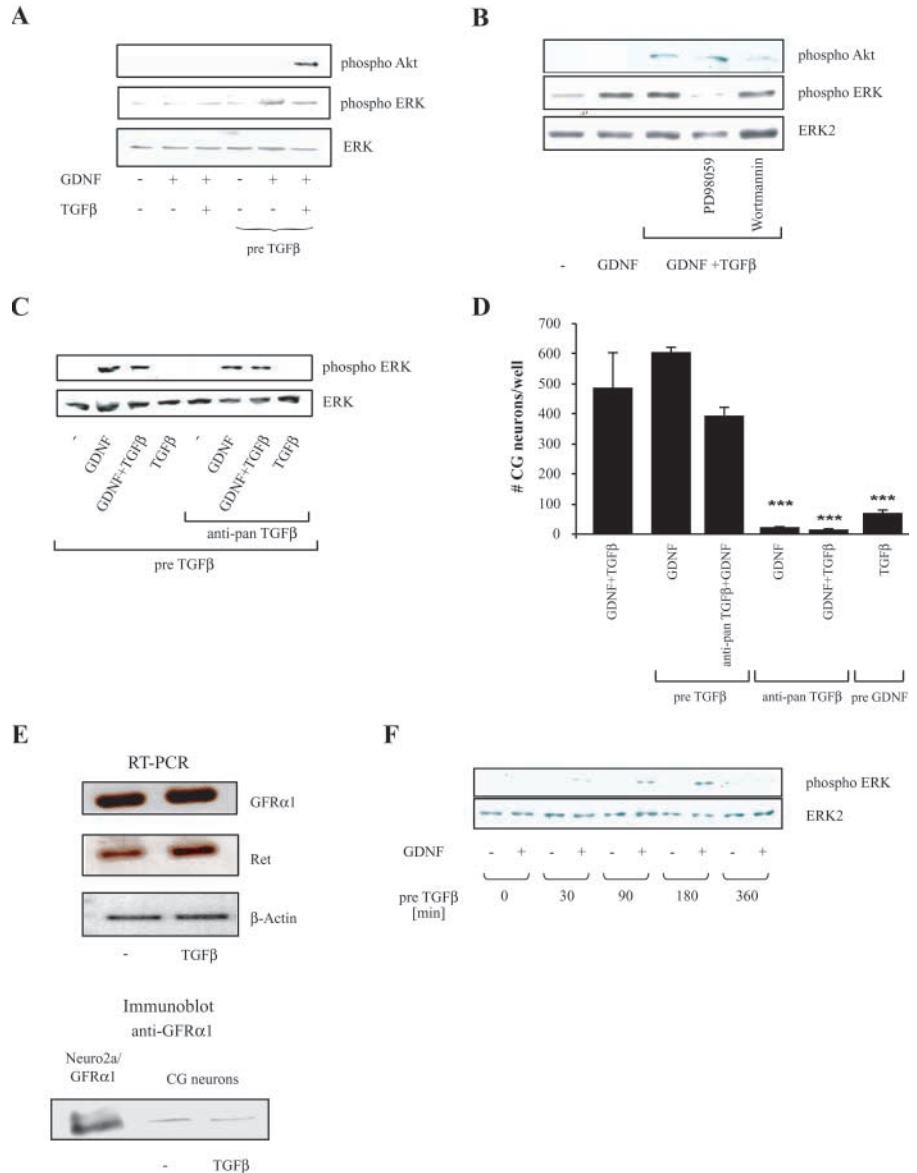 A
phospho Akt
phospho ERK
ERK
GDNF - + + - + +
TGFβ - - + - - +
pre TGFβ
B
phospho Akt
phospho ERK
ERK2
PD98059
Wortmannin
- GDNF GDNF +TGFβ
C
phospho ERK
ERK
- GDNF GDNF+TGFβ TGFβ - GDNF GDNF+TGFβ TGFβ
anti-pan TGFβ
pre TGFβ
D
# CG neurons/well
700
600
500
400
300
200
100
0
*** *** ***
GDNF+TGFβ
GDNF
anti-pan TGFβ+GDNF
GDNF
GDNF+TGFβ
TGFβ
pre TGFβ anti-pan TGFβ pre GDNF
E
RT-PCR
GFRα1
Ret
β-Actin
- TGFβ
Immunoblot
anti-GFRα1
Neuro2a/
GFRα1 CG neurons
- TGFβ
F
phospho ERK
ERK2
GDNF - + - + - + - + - +
pre TGFβ 0 30 90 180 360
[min]